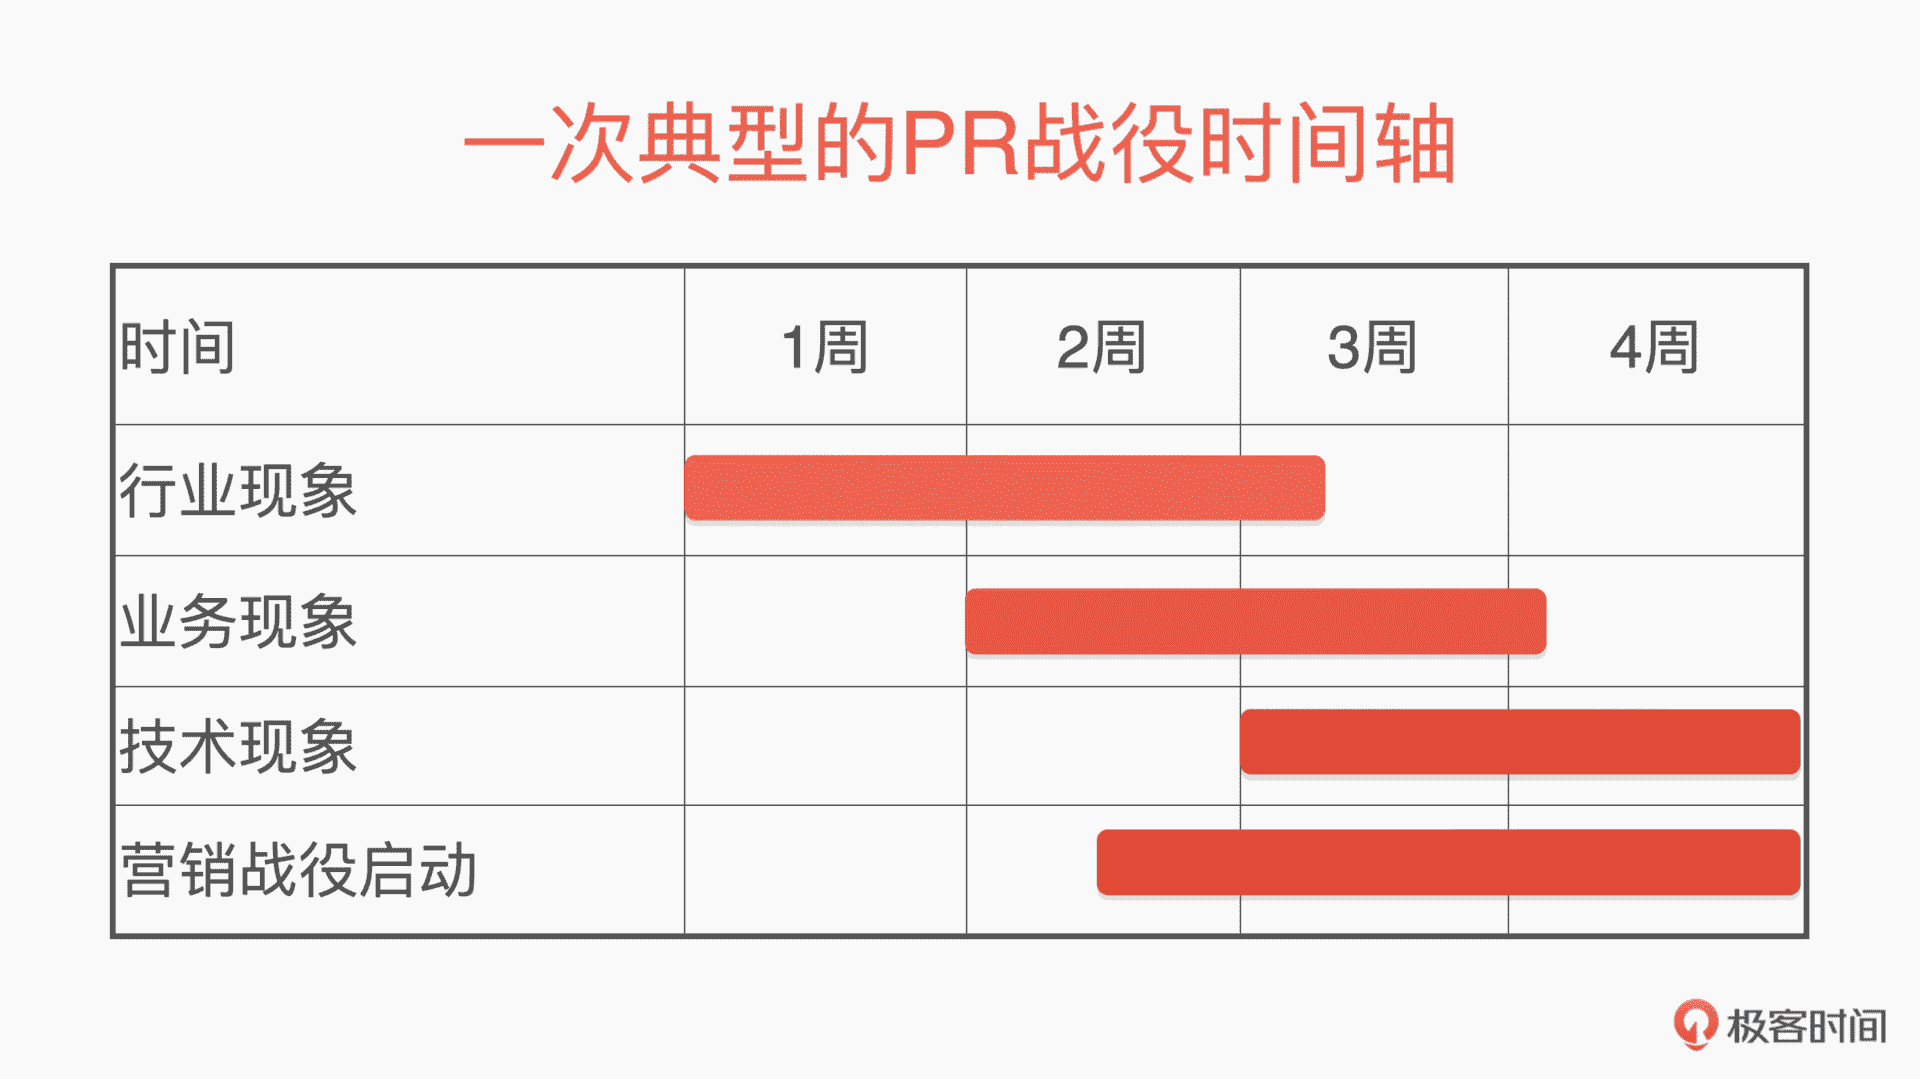 一次典型的PR战役时间轴
时间 1周 2周 3周 4周
行业现象
业务现象
技术现象
营销战役启动
极客时间